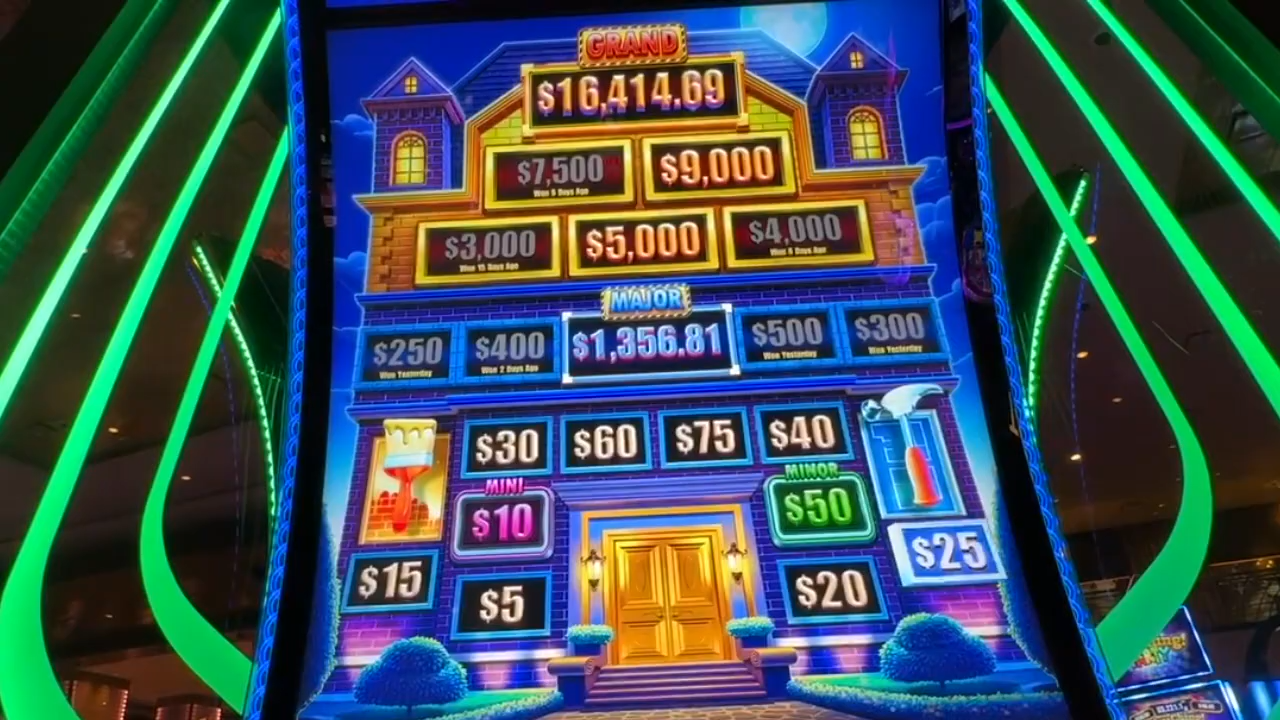 GRAND
$16,414.69
$7,500
Won 6 Days Ago
$9,000
$3,000
Won 15 Days Ago
$5,000
$4,000
Won 6 Days Ago
MAJOR
$250
Won Yesterday
$400
Won 2 Days Ago
$1,356.81
$500
Won Yesterday
$300
Won Yesterday
$30
$60
$75
$40
MINI
$10
MINOR
$50
$25
$15
$5
$20